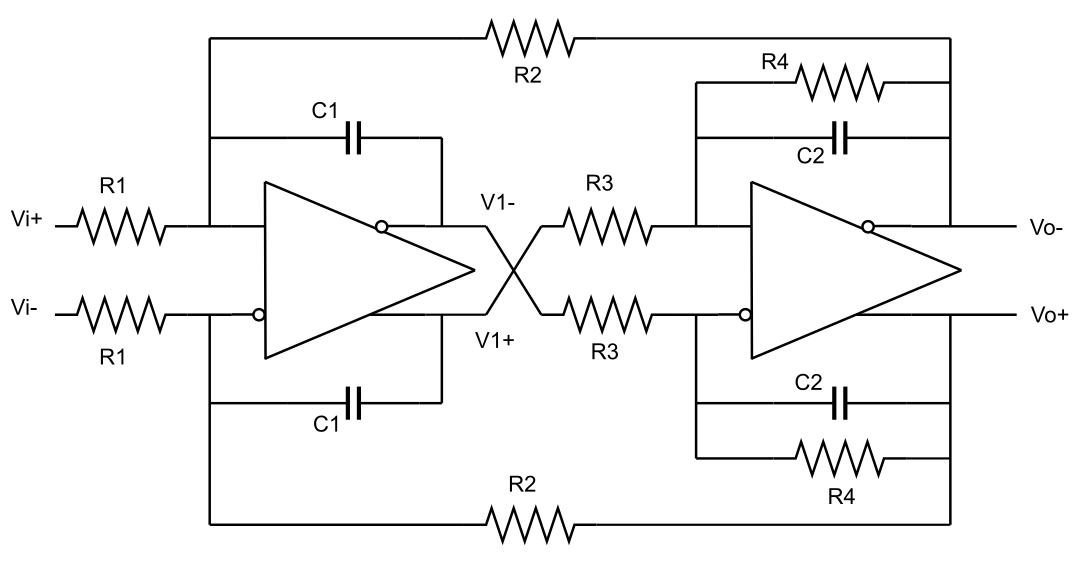 R2
R4
C1
C2
R1
V1-
R3
Vi+
Vo-
Vi-
Vo+
R1
V1+
R3
C1
C2
R2
R4